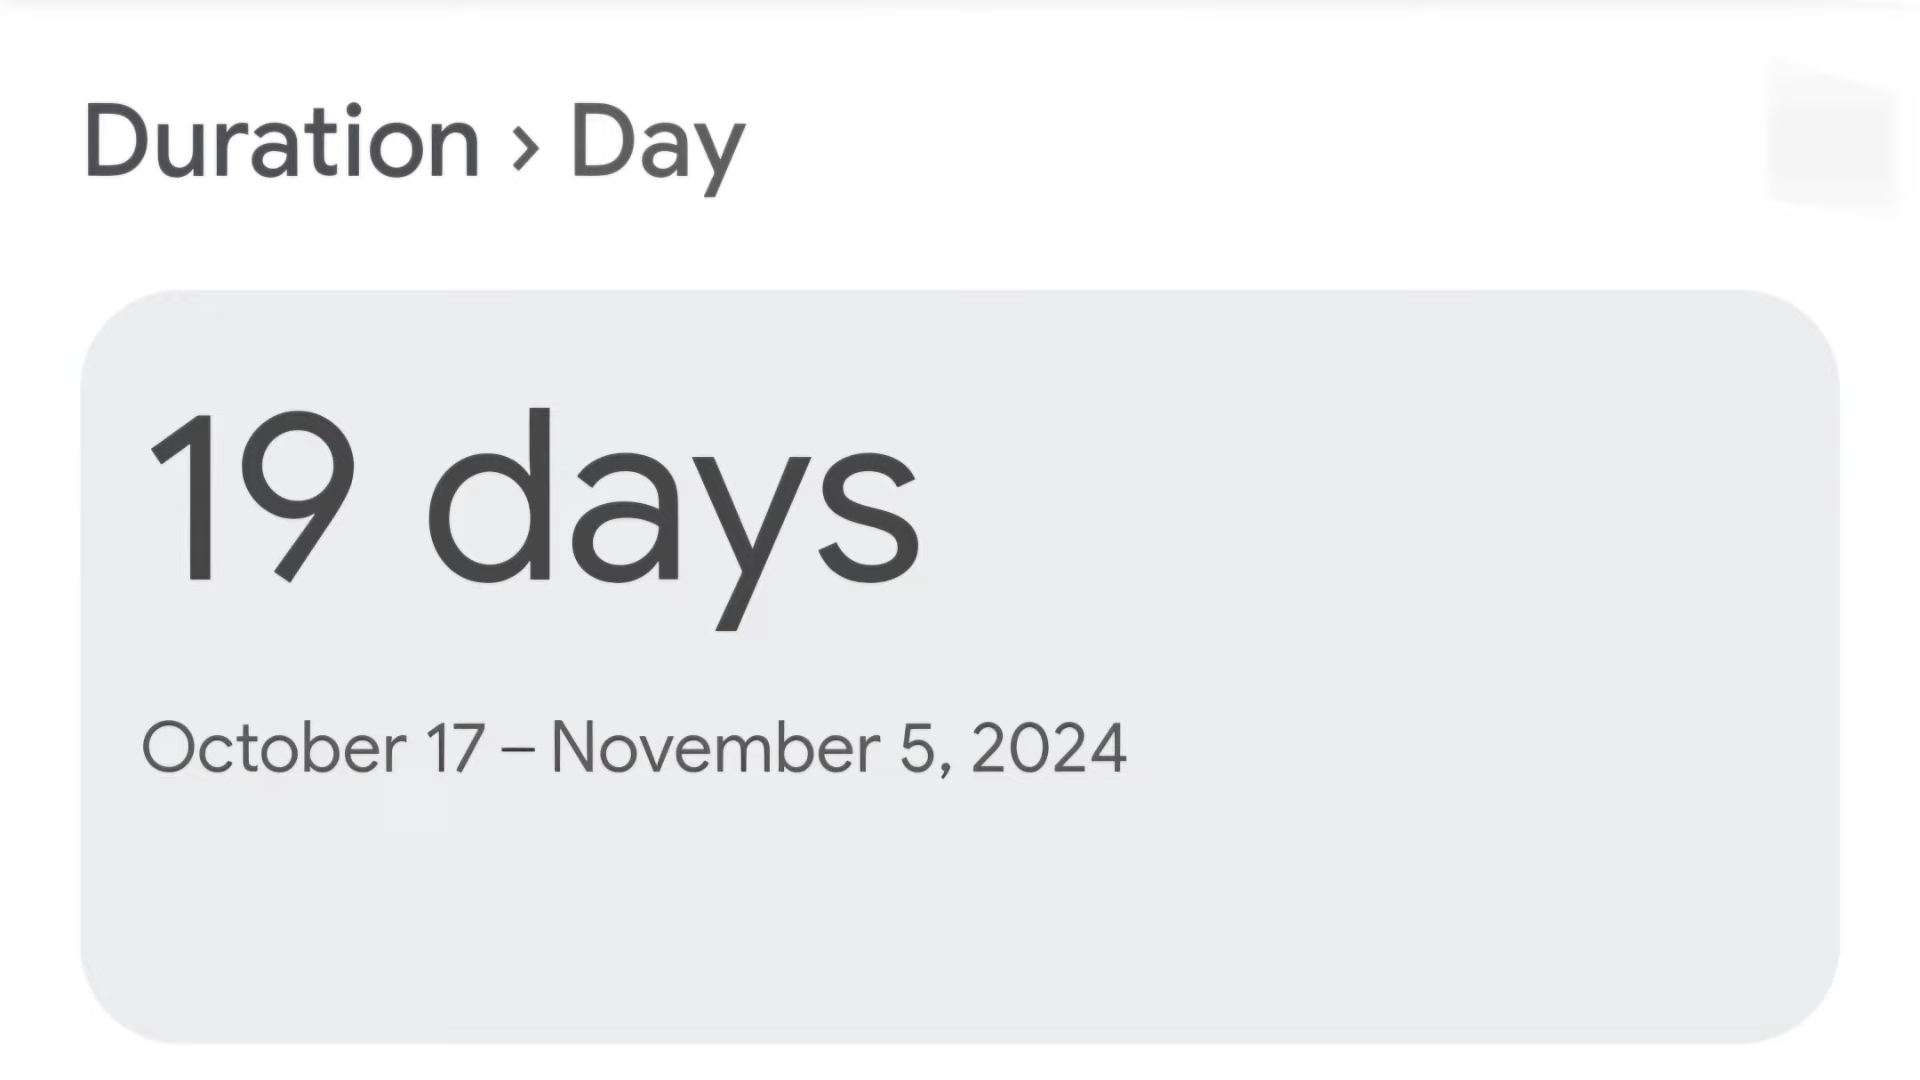 Duration › Day
19 days
October 17 – November 5, 2024